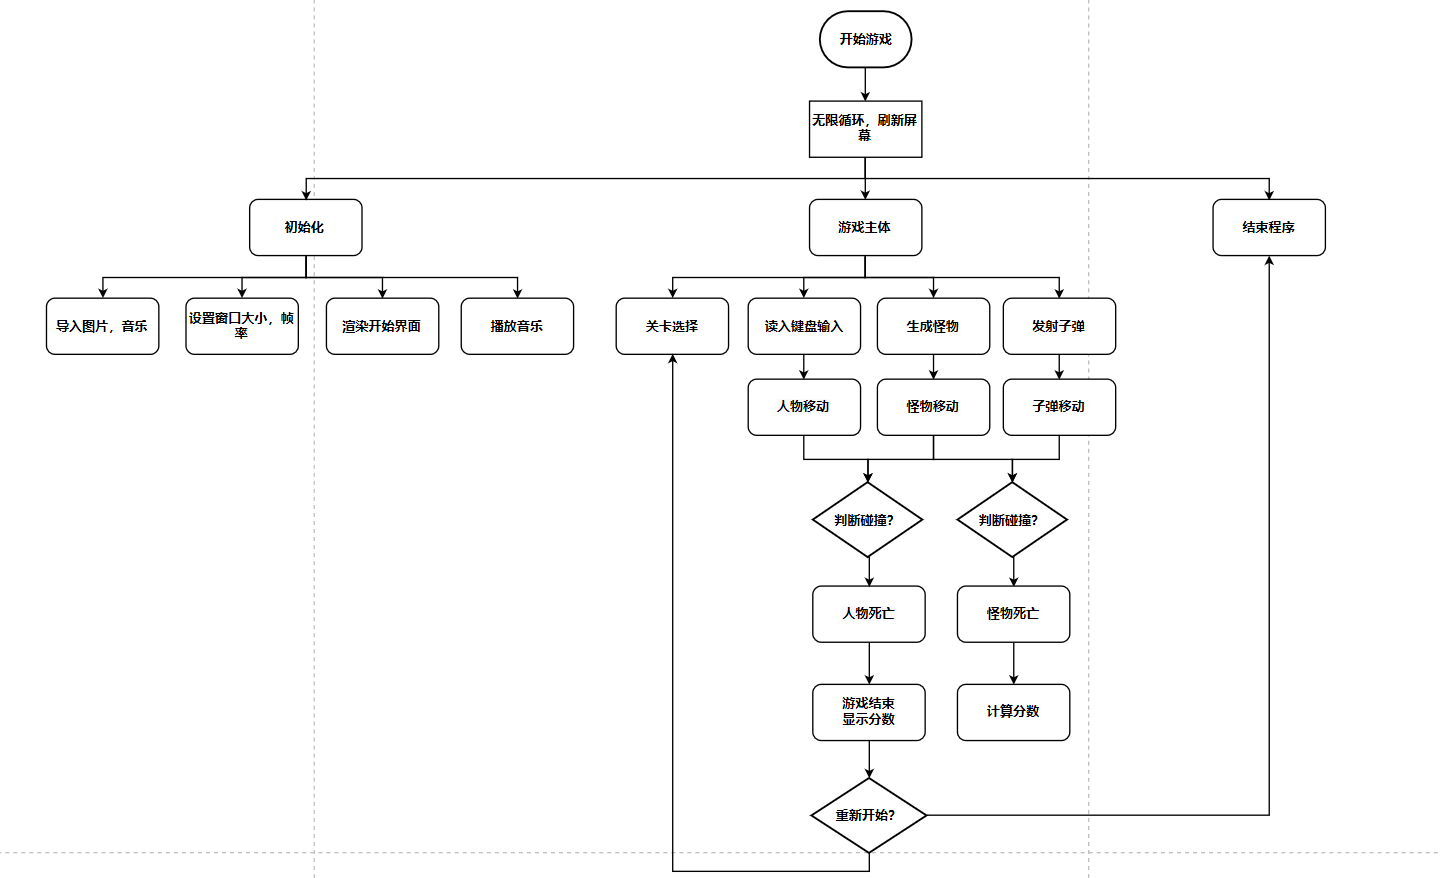 开始游戏
无限循环，刷新屏
幕
初始化
游戏主体
结束程序
导入图片，音乐
设置窗口大小，帧
率
渲染开始界面
播放音乐
关卡选择
读入键盘输入
生成怪物
发射子弹
人物移动
怪物移动
子弹移动
判断碰撞？
判断碰撞？
人物死亡
怪物死亡
游戏结束
显示分数
计算分数
重新开始？